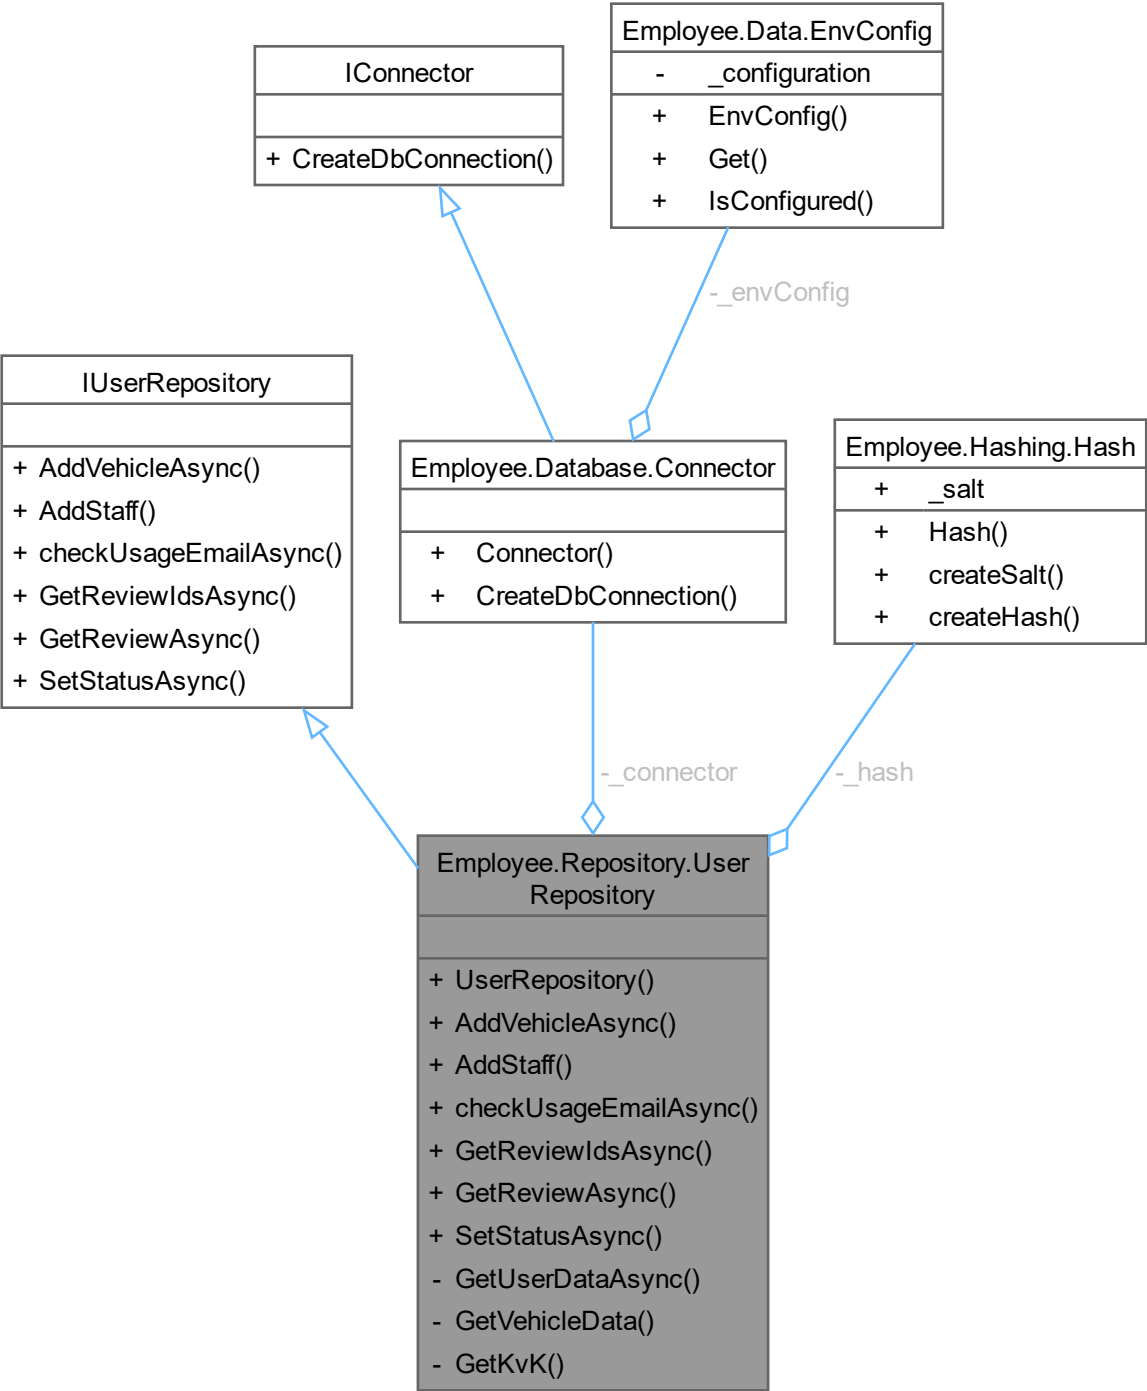 IConnector
+ CreateDbConnection()
Employee.Data.EnvConfig
- _configuration
+ EnvConfig()
+ Get()
+ IsConfigured()
-_envConfig
IUserRepository
+ AddVehicleAsync()
+ AddStaff()
+ checkUsageEmailAsync()
+ GetReviewIdsAsync()
+ GetReviewAsync()
+ SetStatusAsync()
Employee.Database.Connector
+ Connector()
+ CreateDbConnection()
Employee.Hashing.Hash
+ _salt
+ Hash()
+ createSalt()
+ createHash()
-_connector
-_hash
Employee.Repository.User
Repository
+ UserRepository()
+ AddVehicleAsync()
+ AddStaff()
+ checkUsageEmailAsync()
+ GetReviewIdsAsync()
+ GetReviewAsync()
+ SetStatusAsync()
- GetUserDataAsync()
- GetVehicleData()
- GetKvK()